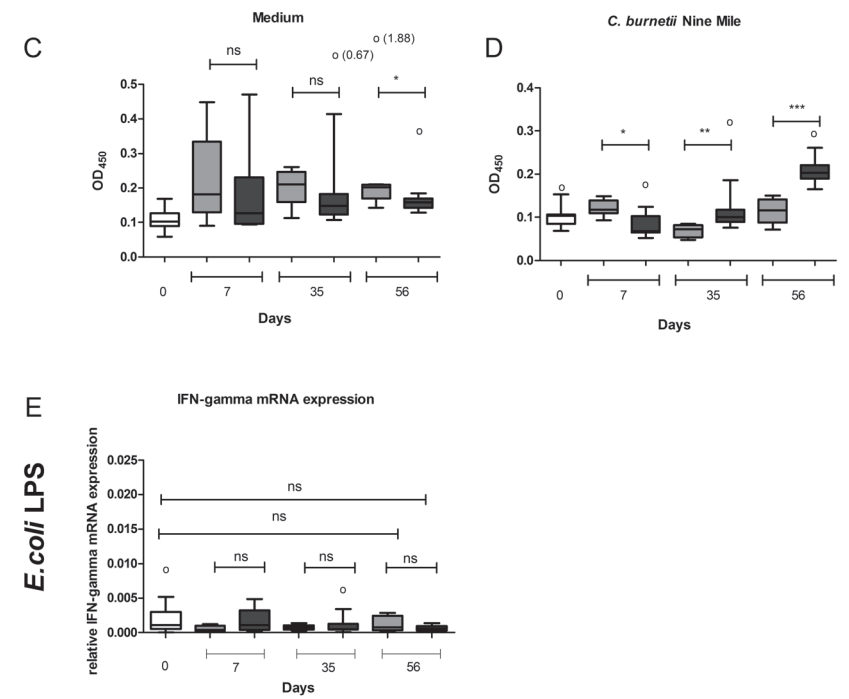 Medium
C
ns
o (0.67)
o (1.88)
ns
*
0.5
0.4
0.3
0.2
0.1
0.0
OD450
0
7
35
56
Days
C. burnetii Nine Mile
D
*
**
***
0.4
0.3
0.2
0.1
0.0
OD450
0
7
35
56
Days
E
IFN-gamma mRNA expression
E.coli LPS
relative IFN-gamma mRNA expression
0.025
0.020
0.015
0.010
0.005
0.000
ns
ns
ns
ns
ns
0
7
35
56
Days